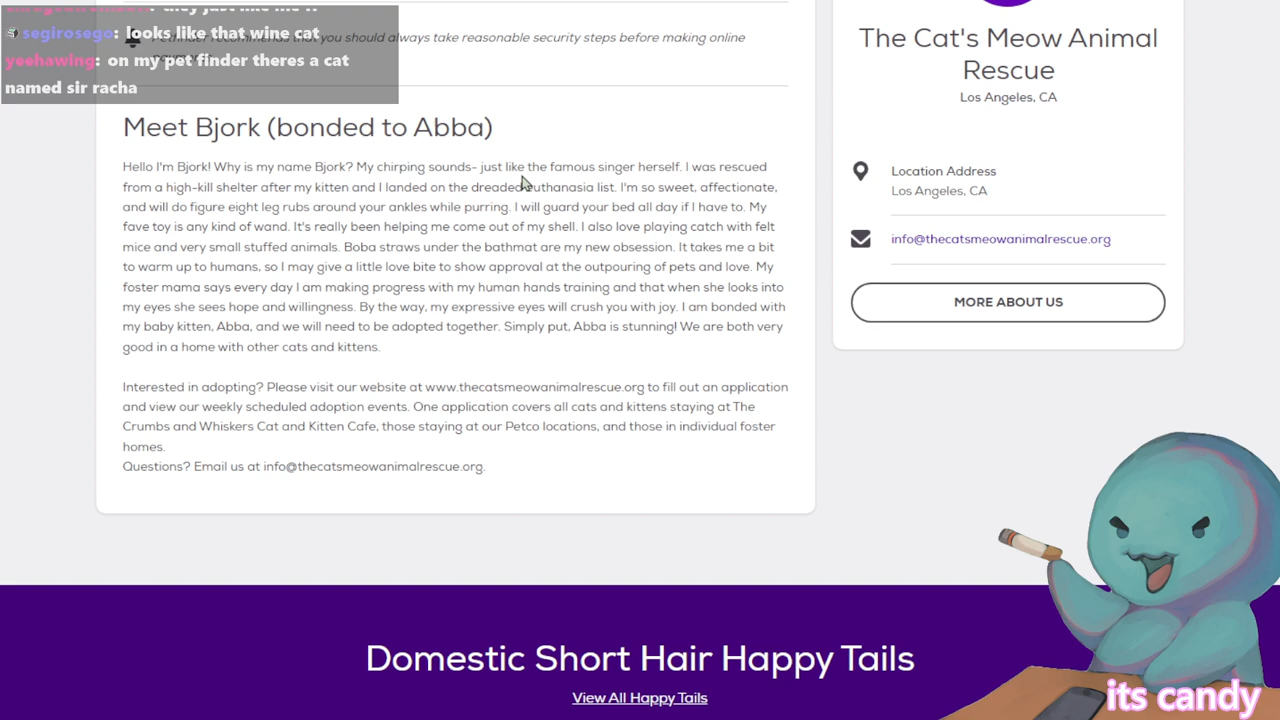 segirosego: looks like that wine cat
yeehawing: on my pet finder theres a cat
named sir racha
you should always take reasonable security steps before making online
Meet Bjork (bonded to Abba)
Hello I'm Bjork! Why is my name Bjork? My chirping sounds- just like the famous singer herself. I was rescued
from a high-kill shelter after my kitten and I landed on the dreaded euthanasia list. I'm so sweet, affectionate,
and will do figure eight leg rubs around your ankles while purring. I will guard your bed all day if I have to. My
fave toy is any kind of wand. It's really been helping me come out of my shell. I also love playing catch with felt
mice and very small stuffed animals. Boba straws under the bathmat are my new obsession. It takes me a bit
to warm up to humans, so I may give a little love bite to show approval at the outpouring of pets and love. My
foster mama says every day I am making progress with my human hands training and that when she looks into
my eyes she sees hope and willingness. By the way, my expressive eyes will crush you with joy. I am bonded with
my baby kitten, Abba, and we will need to be adopted together. Simply put, Abba is stunning! We are both very
good in a home with other cats and kittens.
Interested in adopting? Please visit our website at www.thecatsmeowanimalrescue.org to fill out an application
and view our weekly scheduled adoption events. One application covers all cats and kittens staying at The
Crumbs and Whiskers Cat and Kitten Cafe, those staying at our Petco locations, and those in individual foster
homes.
Questions? Email us at info@thecatsmeowanimalrescue.org.
The Cat's Meow Animal
Rescue
Los Angeles, CA
Location Address
Los Angeles, CA
info@thecatsmeowanimalrescue.org
MORE ABOUT US
Domestic Short Hair Happy Tails
View All Happy Tails
its candy